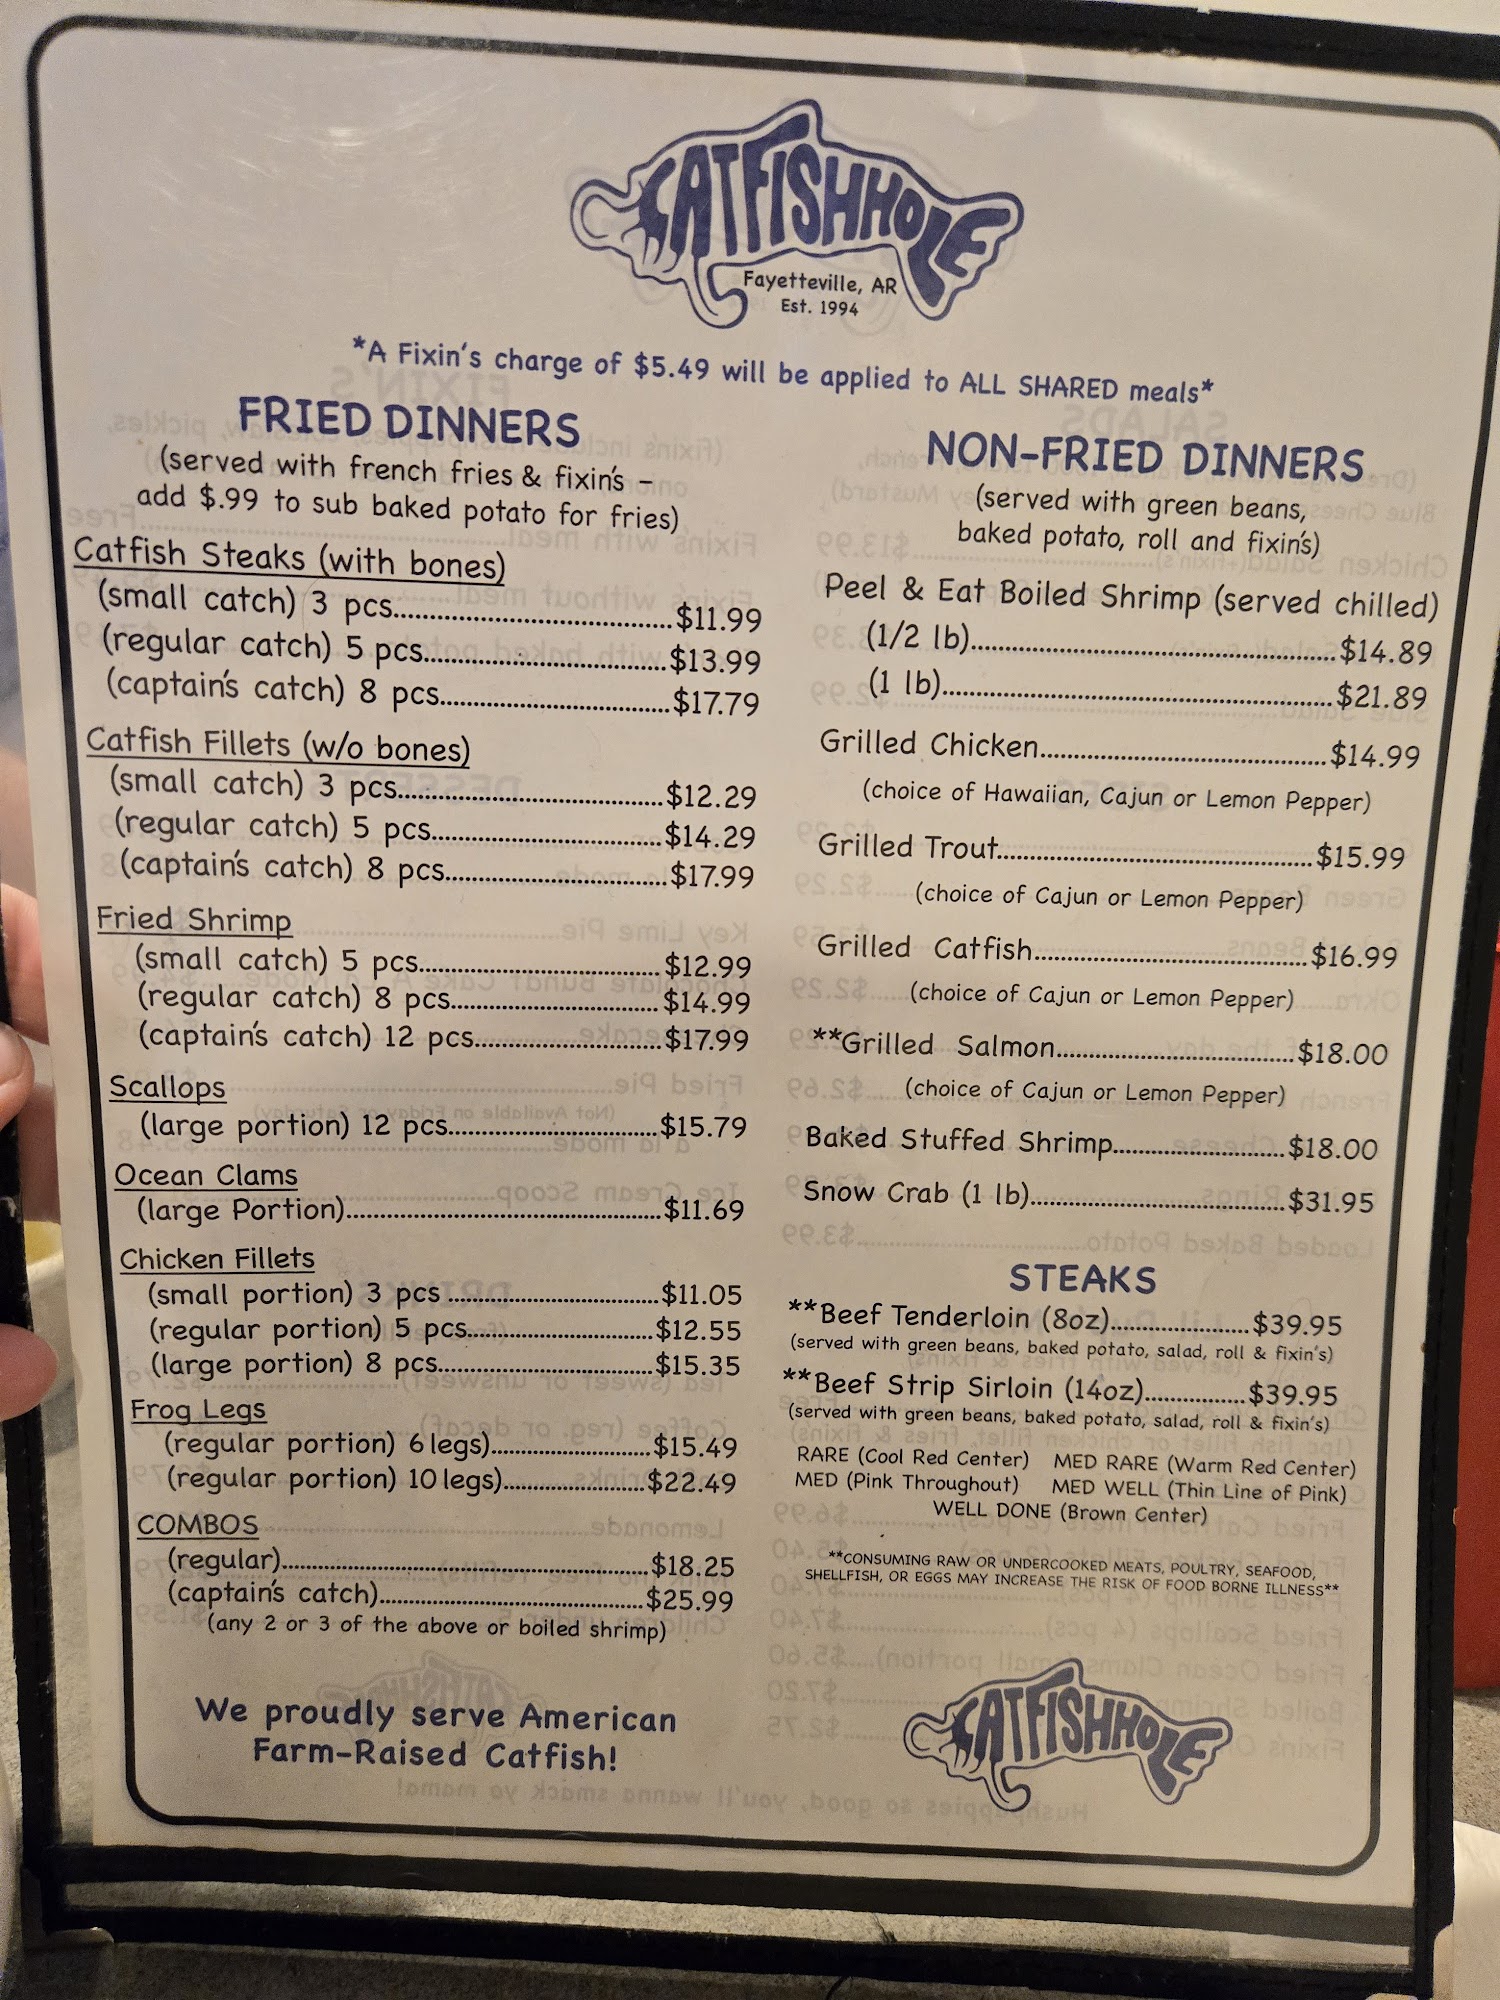 CATFISHHOLE
Fayetteville, AR
Est. 1994
*A Fixin's charge of $5.49 will be applied to ALL SHARED meals*
FRIED DINNERS
(served with french fries & fixin's –
add $.99 to sub baked potato for fries)
Catfish Steaks (with bones)
(small catch) 3 pcs....$11.99
(regular catch) 5 pcs....$13.99
(captain's catch) 8 pcs....$17.79
Catfish Fillets (w/o bones)
(small catch) 3 pcs....$12.29
(regular catch) 5 pcs....$14.29
(captain's catch) 8 pcs....$17.99
Fried Shrimp
(small catch) 5 pcs....$12.99
(regular catch) 8 pcs....$14.99
(captain's catch) 12 pcs....$17.99
Scallops
(large portion) 12 pcs....$15.79
Ocean Clams
(large Portion)....$11.69
Chicken Fillets
(small portion) 3 pcs ....$11.05
(regular portion) 5 pcs....$12.55
(large portion) 8 pcs....$15.35
Frog Legs
(regular portion) 6 legs)....$15.49
(regular portion) 10 legs)....$22.49
COMBOS
(regular)....$18.25
(captain's catch)....$25.99
(any 2 or 3 of the above or boiled shrimp)
We proudly serve American
Farm-Raised Catfish!
NON-FRIED DINNERS
(served with green beans,
baked potato, roll and fixin's)
Peel & Eat Boiled Shrimp (served chilled)
(1/2 lb)....$14.89
(1 lb)....$21.89
Grilled Chicken....$14.99
(choice of Hawaiian, Cajun or Lemon Pepper)
Grilled Trout....$15.99
(choice of Cajun or Lemon Pepper)
Grilled Catfish....$16.99
(choice of Cajun or Lemon Pepper)
**Grilled Salmon....$18.00
(choice of Cajun or Lemon Pepper)
Baked Stuffed Shrimp....$18.00
Snow Crab (1 lb)....$31.95
STEAKS
**Beef Tenderloin (8oz)....$39.95
(served with green beans, baked potato, salad, roll & fixin's)
**Beef Strip Sirloin (14oz)....$39.95
(served with green beans, baked potato, salad, roll & fixin's)
RARE (Cool Red Center) MED RARE (Warm Red Center)
MED (Pink Throughout) MED WELL (Thin Line of Pink)
WELL DONE (Brown Center)
**CONSUMING RAW OR UNDERCOOKED MEATS, POULTRY, SEAFOOD,
SHELLFISH, OR EGGS MAY INCREASE THE RISK OF FOOD BORNE ILLNESS**
CATFISHHOLE